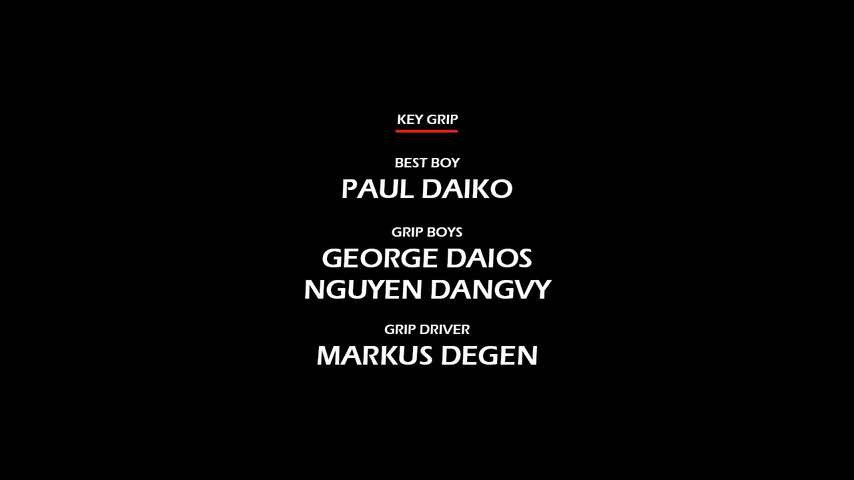 KEY GRIP
BEST BOY
PAUL DAIKO
GRIP BOYS
GEORGE DAIOS
NGUYEN DANGVY
GRIP DRIVER
MARKUS DEGEN